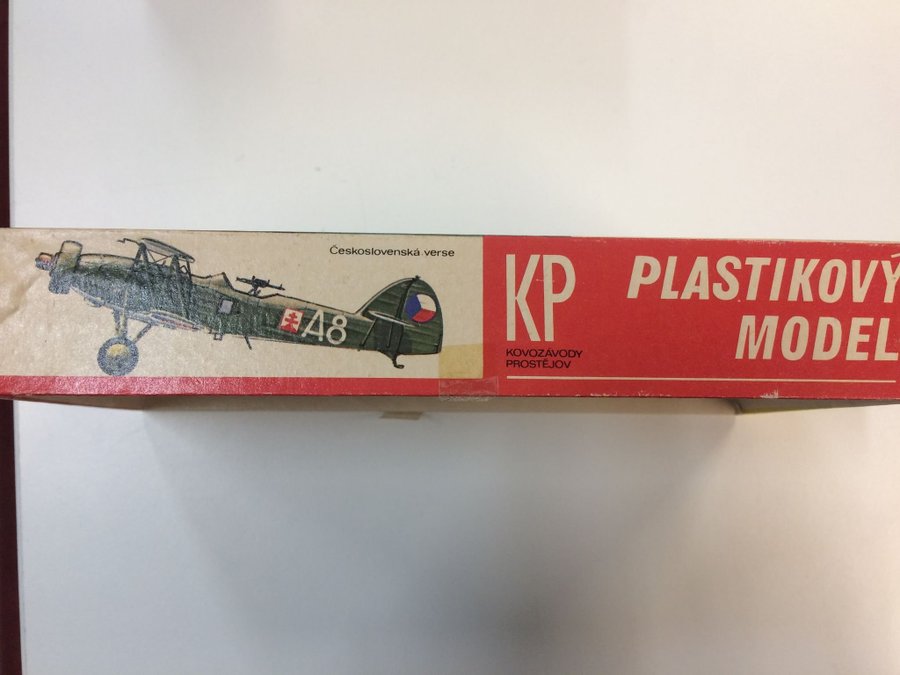 Československá verse
A8
KP
KOVOZÁVODY
PROSTĚJOV
PLASTIKOVÝ
MODEL